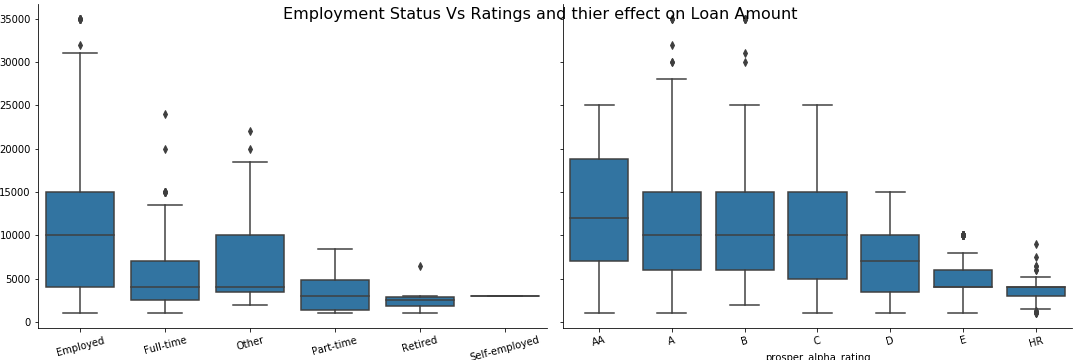 Employment Status Vs Ratings and thier effect on Loan Amount
35000
30000
25000
20000
15000
10000
5000
0
Employed Full-time Other Part-time Retired Self-employed
AA A B C D E HR
prosper_alpha_rating